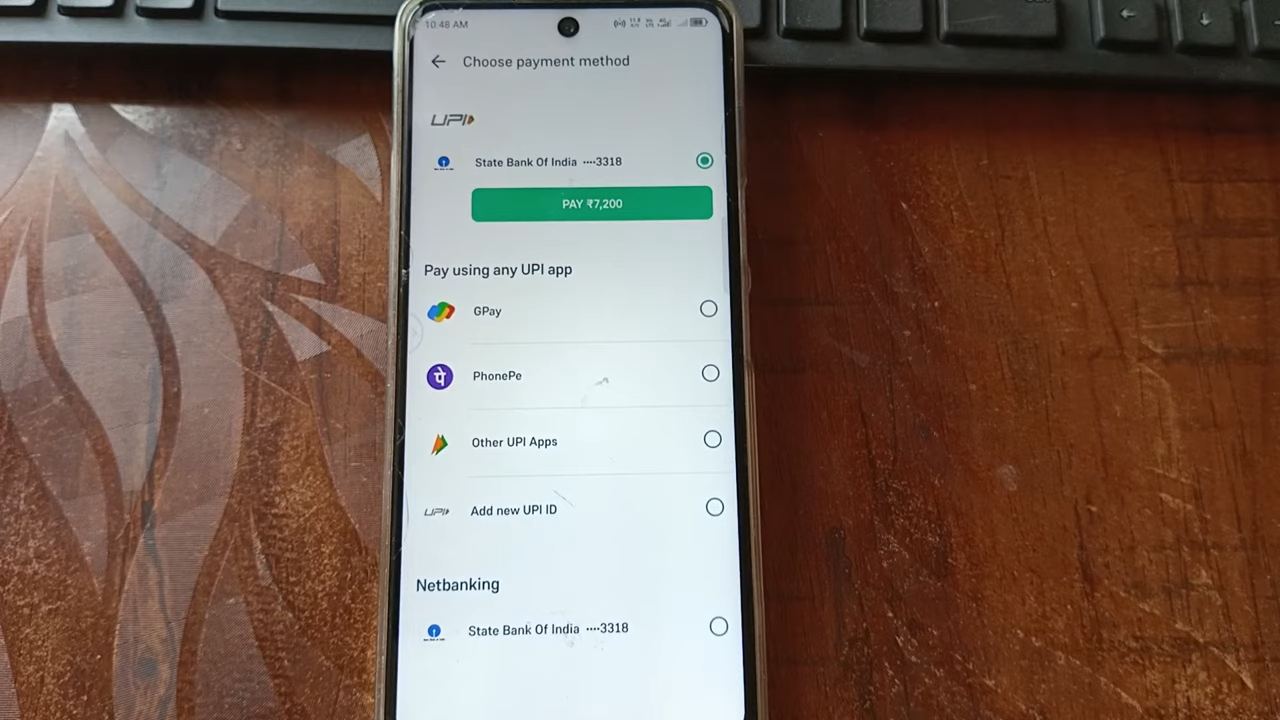 10:48 AM
Choose payment method
UPI
State Bank Of India ····3318
PAY ₹7,200
Pay using any UPI app
GPay
पे PhonePe
Other UPI Apps
UPI Add new UPI ID
Netbanking
State Bank Of India ····3318